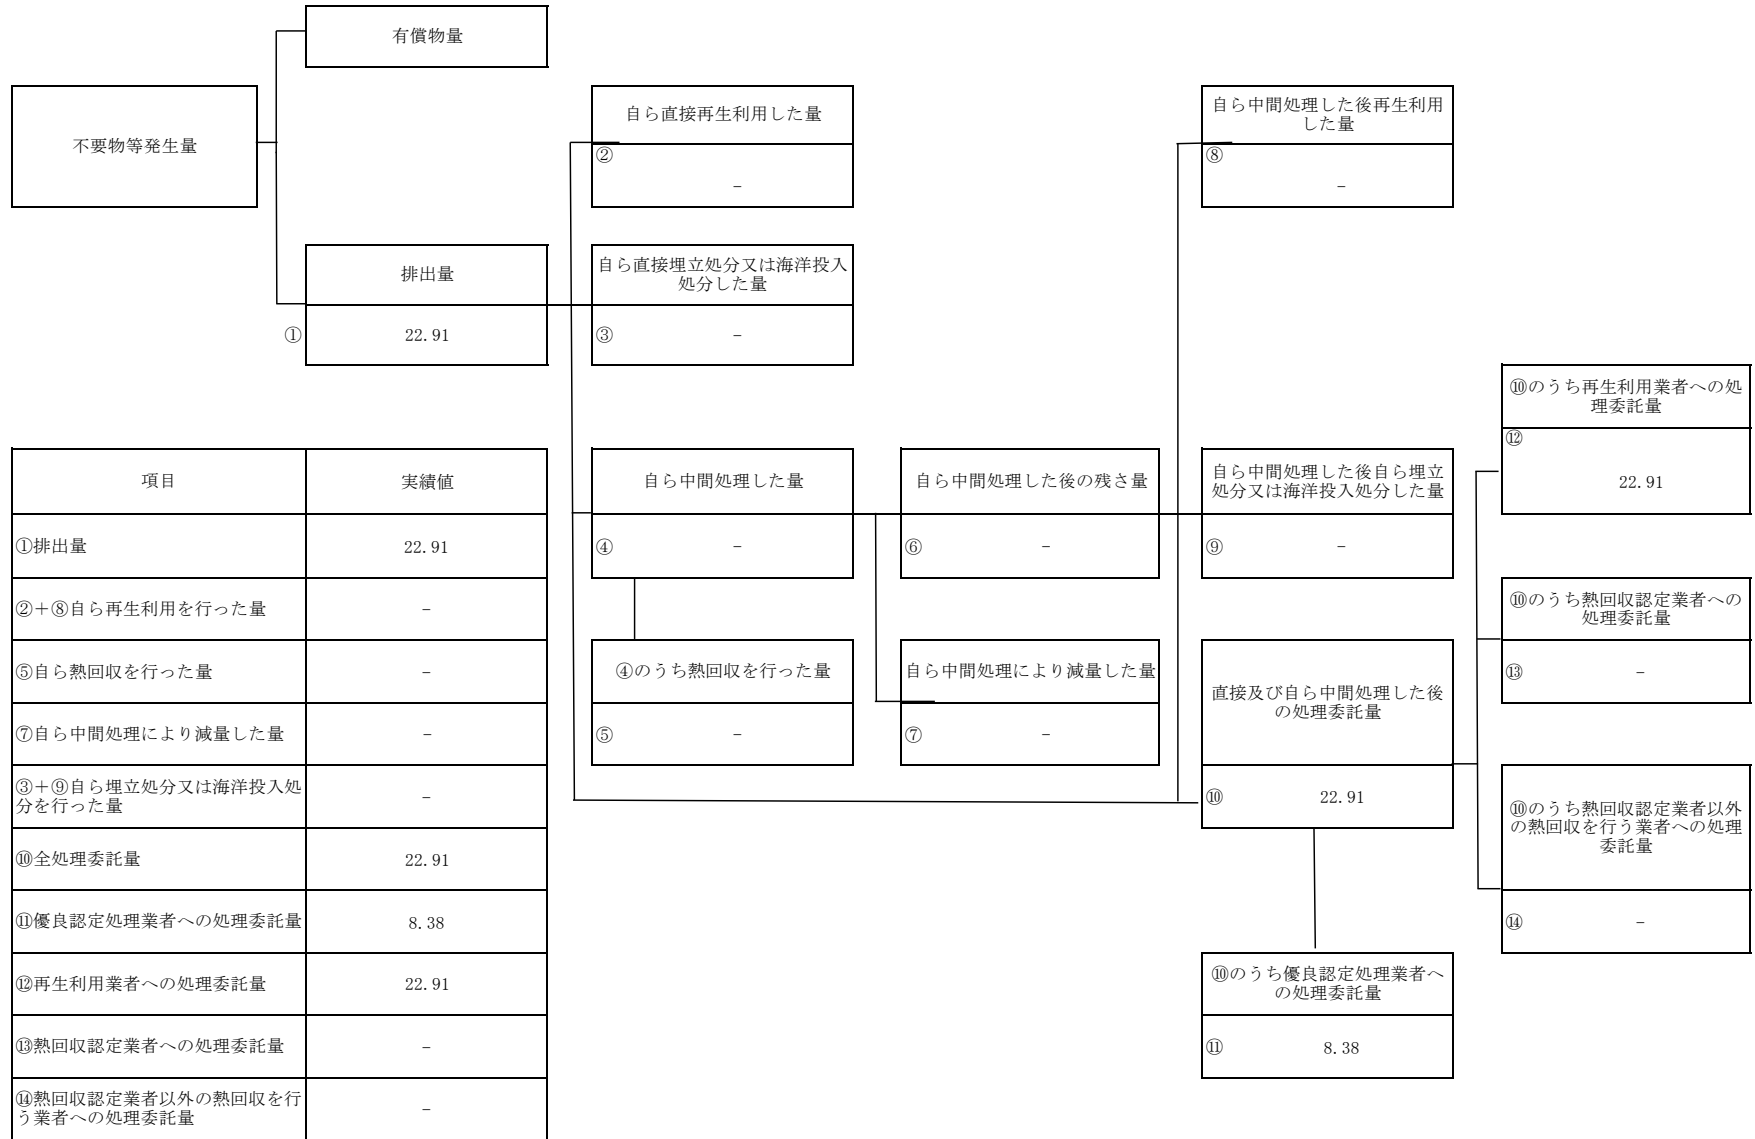 有償物量
不要物等発生量
自ら直接再生利用した量
②
－
自ら中間処理した後再生利用
した量
⑧
－
排出量
①
22.91
自ら直接埋立処分又は海洋投入
処分した量
③
－
項目
実績値
①排出量
22.91
②＋⑧自ら再生利用を行った量
－
⑤自ら熱回収を行った量
－
⑦自ら中間処理により減量した量
－
③＋⑨自ら埋立処分又は海洋投入処
分を行った量
－
⑩全処理委託量
22.91
⑪優良認定処理業者への処理委託量
8.38
⑫再生利用業者への処理委託量
22.91
⑬熱回収認定業者への処理委託量
－
⑭熱回収認定業者以外の熱回収を行
う業者への処理委託量
－
自ら中間処理した量
④
－
④のうち熱回収を行った量
⑤
－
自ら中間処理した後の残さ量
⑥
－
自ら中間処理により減量した量
⑦
－
自ら中間処理した後自ら埋立
処分又は海洋投入処分した量
⑨
－
直接及び自ら中間処理した後
の処理委託量
⑩
22.91
⑩のうち優良認定処理業者へ
の処理委託量
⑪
8.38
⑩のうち再生利用業者への処
理委託量
⑫
22.91
⑩のうち熱回収認定業者への
処理委託量
⑬
－
⑩のうち熱回収認定業者以外
の熱回収を行う業者への処理
委託量
⑭
－